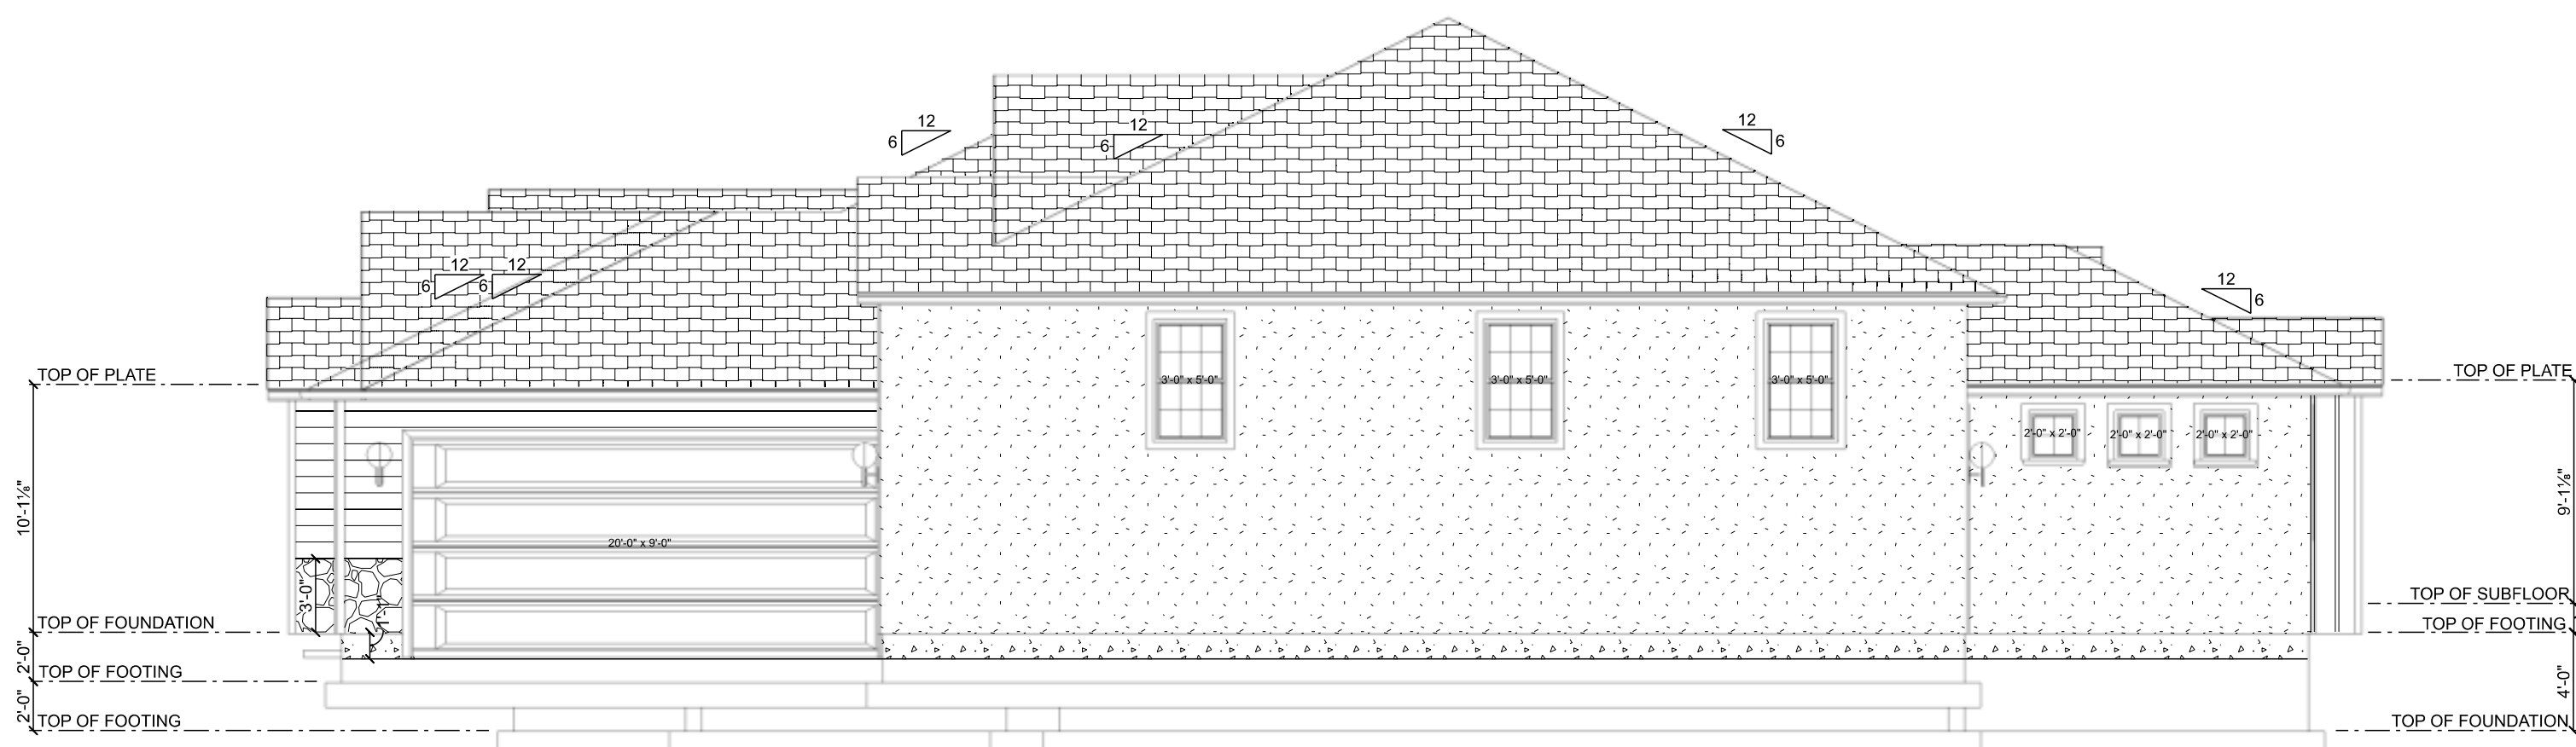 12
6
12
6
12
6
12
6
12
6
12
6
TOP OF PLATE
TOP OF PLATE
3'-0" x 5'-0"
3'-0" x 5'-0"
3'-0" x 5'-0"
2'-0" x 2'-0"
2'-0" x 2'-0"
2'-0" x 2'-0"
10'-1⅛"
9'-1⅛"
20'-0" x 9'-0"
3'-0"
TOP OF SUBFLOOR
TOP OF FOUNDATION
TOP OF FOOTING
2'-0"
TOP OF FOOTING
4'-0"
2'-0"
TOP OF FOOTING
TOP OF FOUNDATION